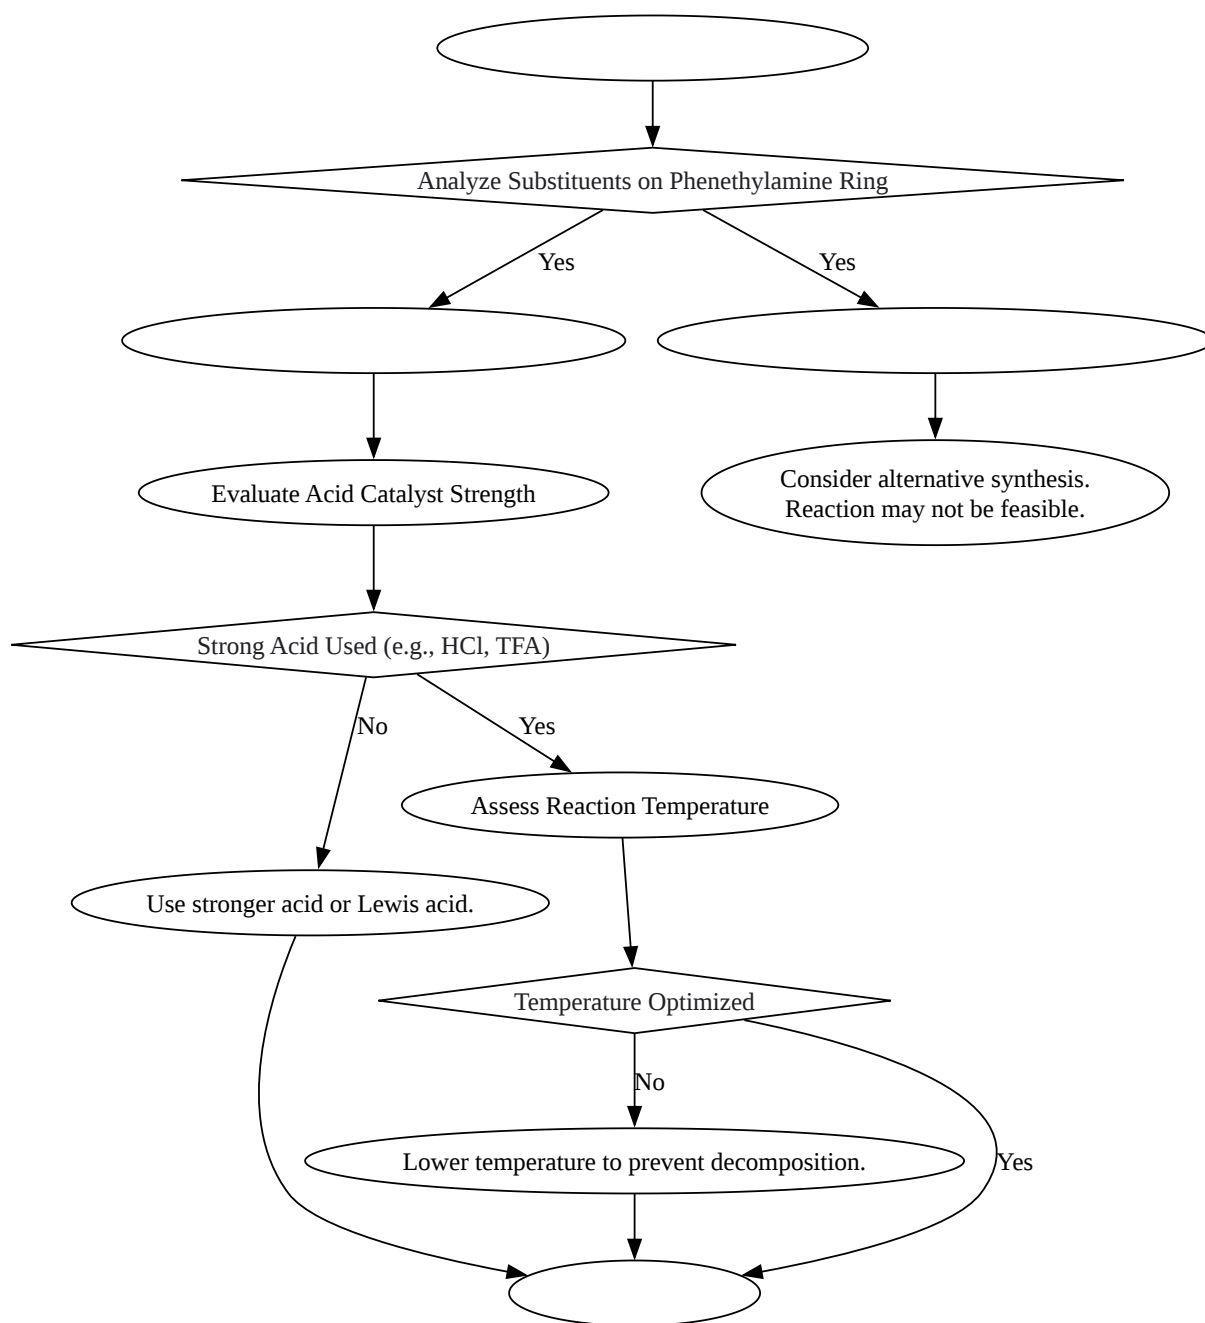 Analyze Substituents on Phenethylamine Ring
Yes
Yes
Evaluate Acid Catalyst Strength
Consider alternative synthesis.
Reaction may not be feasible.
Strong Acid Used (e.g., HCl, TFA)
No
Yes
Assess Reaction Temperature
Use stronger acid or Lewis acid.
Temperature Optimized
No
Lower temperature to prevent decomposition.
Yes